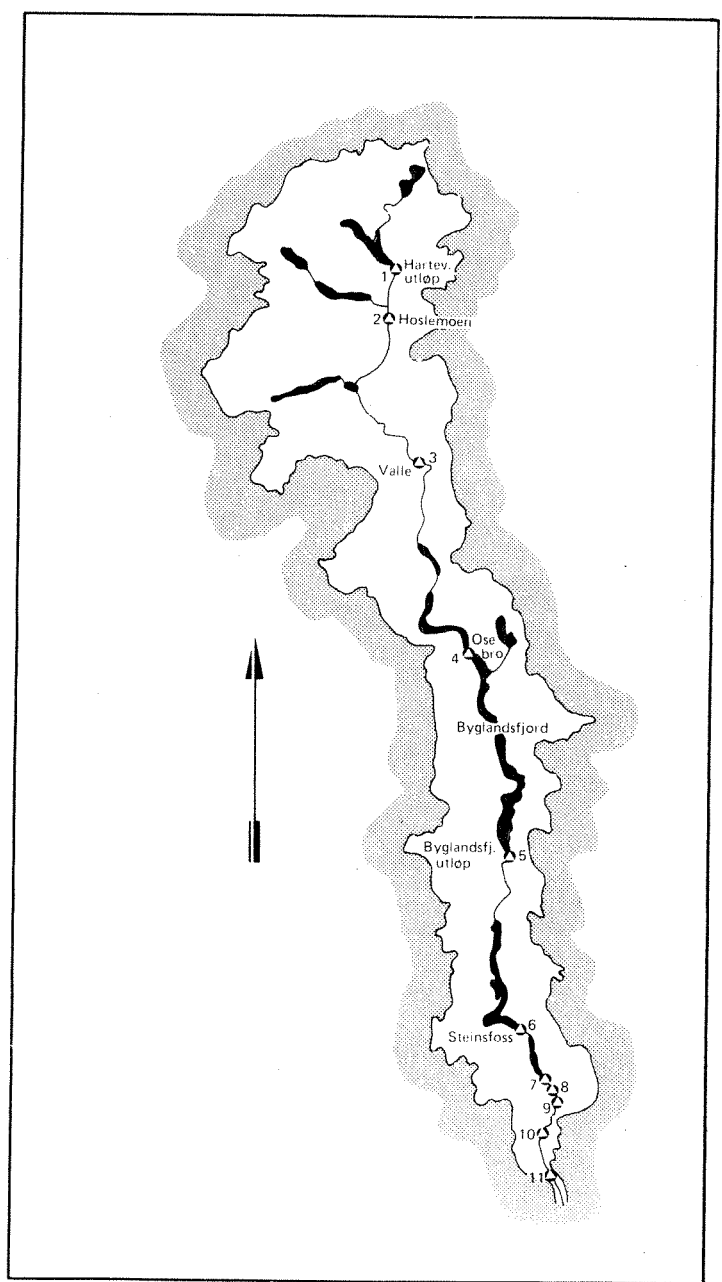 Hartev.
1 utløp
2 Hoslemoen
3
Valle
Ose
4 bro
Byglandsfjord
Byglandsfj.
utløp 5
6
Steinsfoss
7 8
9
10
11